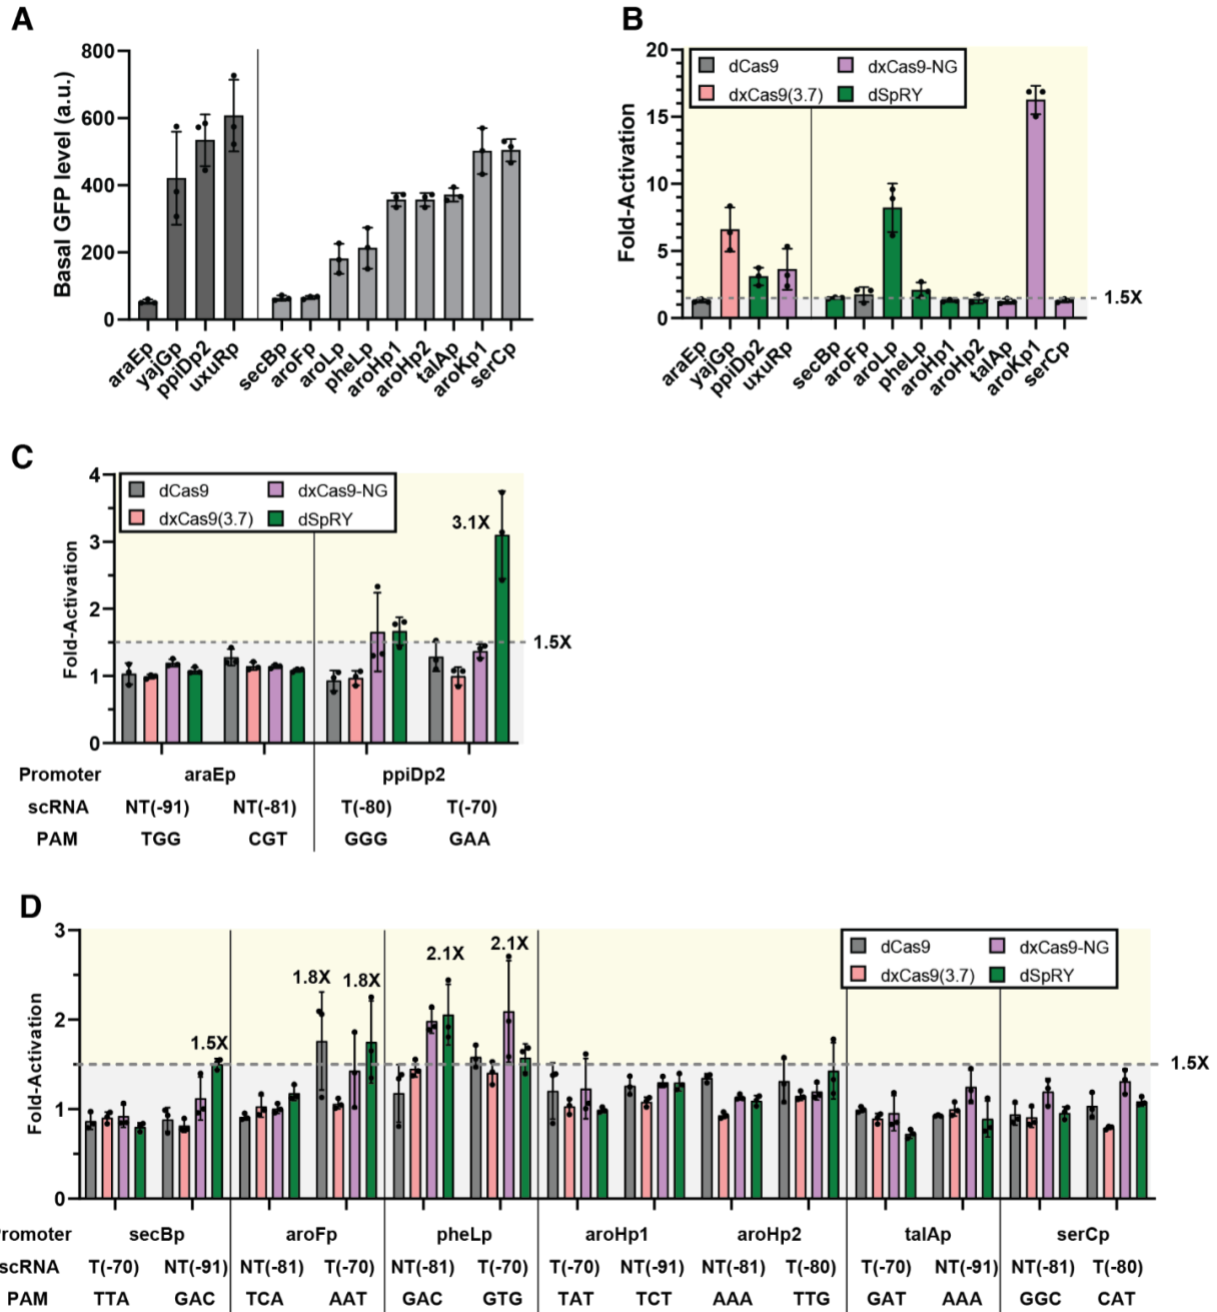 A
Basal GFP level (a.u.)
800
600
400
200
0
araEp yajGp ppiDp2 uxuRp secBp aroFp aroLp pheLp aroHp1 aroHp2 talAp aroKp1 serCp
B
Fold-Activation
20
15
10
5
0
dCas9 dxCas9-NG
dxCas9(3.7) dSpRY
1.5X
araEp yajGp ppiDp2 uxuRp secBp aroFp aroLp pheLp aroHp1 aroHp2 talAp aroKp1 serCp
C
Fold-Activation
4
3
2
1
0
dCas9 dxCas9-NG
dxCas9(3.7) dSpRY
3.1X
1.5X
Promoter araEp ppiDp2
scRNA NT(-91) NT(-81) T(-80) T(-70)
PAM TGG CGT GGG GAA
D
Fold-Activation
3
2
1
0
dCas9 dxCas9-NG
dxCas9(3.7) dSpRY
1.5X 1.8X 1.8X 2.1X 2.1X
1.5X
romoter secBp aroFp pheLp aroHp1 aroHp2 talAp serCp
scRNA T(-70) NT(-91) NT(-81) T(-70) NT(-81) T(-70) T(-70) NT(-91) NT(-81) T(-80) T(-70) NT(-91) NT(-81) T(-80)
PAM TTA GAC TCA AAT GAC GTG TAT TCT AAA TTG GAT AAA GGC CAT